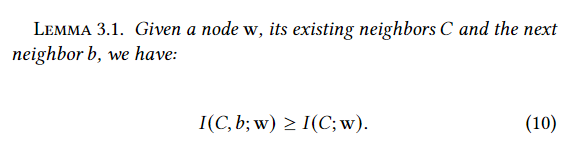 LEMMA 3.1. Given a node w, its existing neighbors C and the next
neighbor b, we have:
I(C, b; w) ≥ I(C; w). (10)